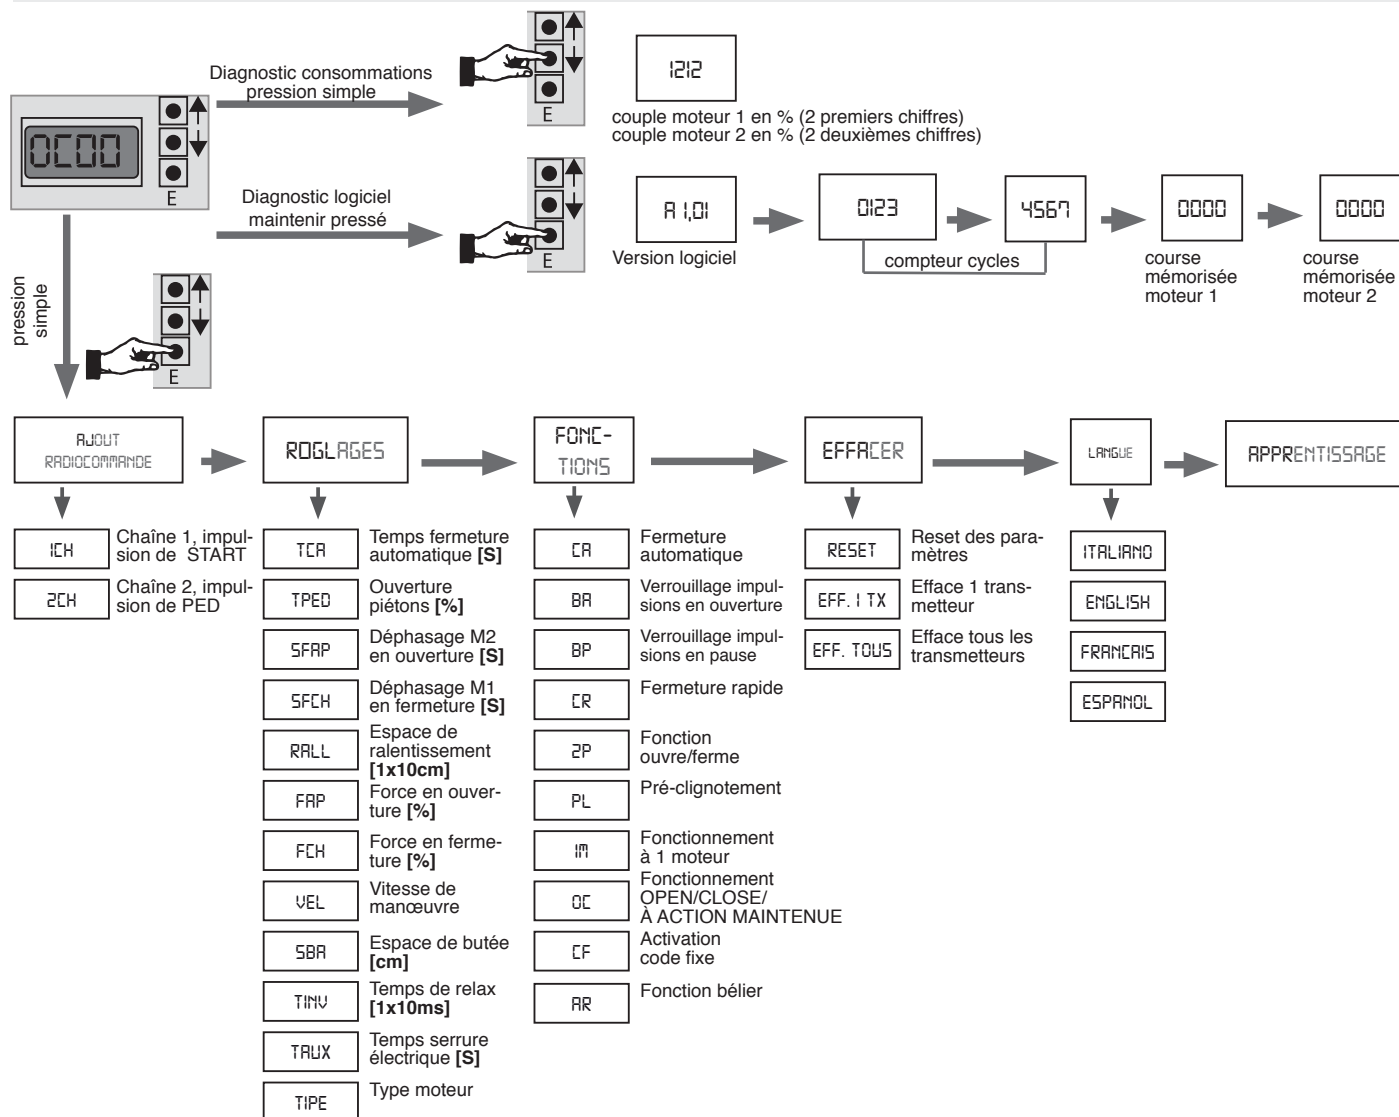 Diagnostic consommations
pression simple
E
1212
couple moteur 1 en % (2 premiers chiffres)
couple moteur 2 en % (2 deuxièmes chiffres)
OC00
E
Diagnostic logiciel
maintenir pressé
E
A 1,01
Version logiciel
0123
4567
compteur cycles
0000
course
mémorisée
moteur 1
0000
course
mémorisée
moteur 2
pression
simple
E
AJOUT
RADIOCOMMANDE
ROGLAGES
FONC-
TIONS
EFFACER
LANGUE
APPRENTISSAGE
1CH
Chaîne 1, impul-
sion de START
2CH
Chaîne 2, impul-
sion de PED
TCA
Temps fermeture
automatique [S]
TPED
Ouverture
piétons [%]
SFAP
Déphasage M2
en ouverture [S]
SFCH
Déphasage M1
en fermeture [S]
RALL
Espace de
ralentissement
[1x10cm]
FAP
Force en ouver-
ture [%]
FCH
Force en ferme-
ture [%]
VEL
Vitesse de
manœuvre
SBA
Espace de butée
[cm]
TINV
Temps de relax
[1x10ms]
TAUX
Temps serrure
électrique [S]
TIPE
Type moteur
CA
Fermeture
automatique
BA
Verrouillage impul-
sions en ouverture
BP
Verrouillage impul-
sions en pause
CR
Fermeture rapide
2P
Fonction
ouvre/ferme
PL
Pré-clignotement
1M
Fonctionnement
à 1 moteur
OC
Fonctionnement
OPEN/CLOSE/
À ACTION MAINTENUE
CF
Activation
code fixe
AR
Fonction bélier
RESET
Reset des para-
mètres
EFF. 1 TX
Efface 1 trans-
metteur
EFF. TOUS
Efface tous les
transmetteurs
ITALIANO
ENGLISH
FRANCAIS
ESPANOL